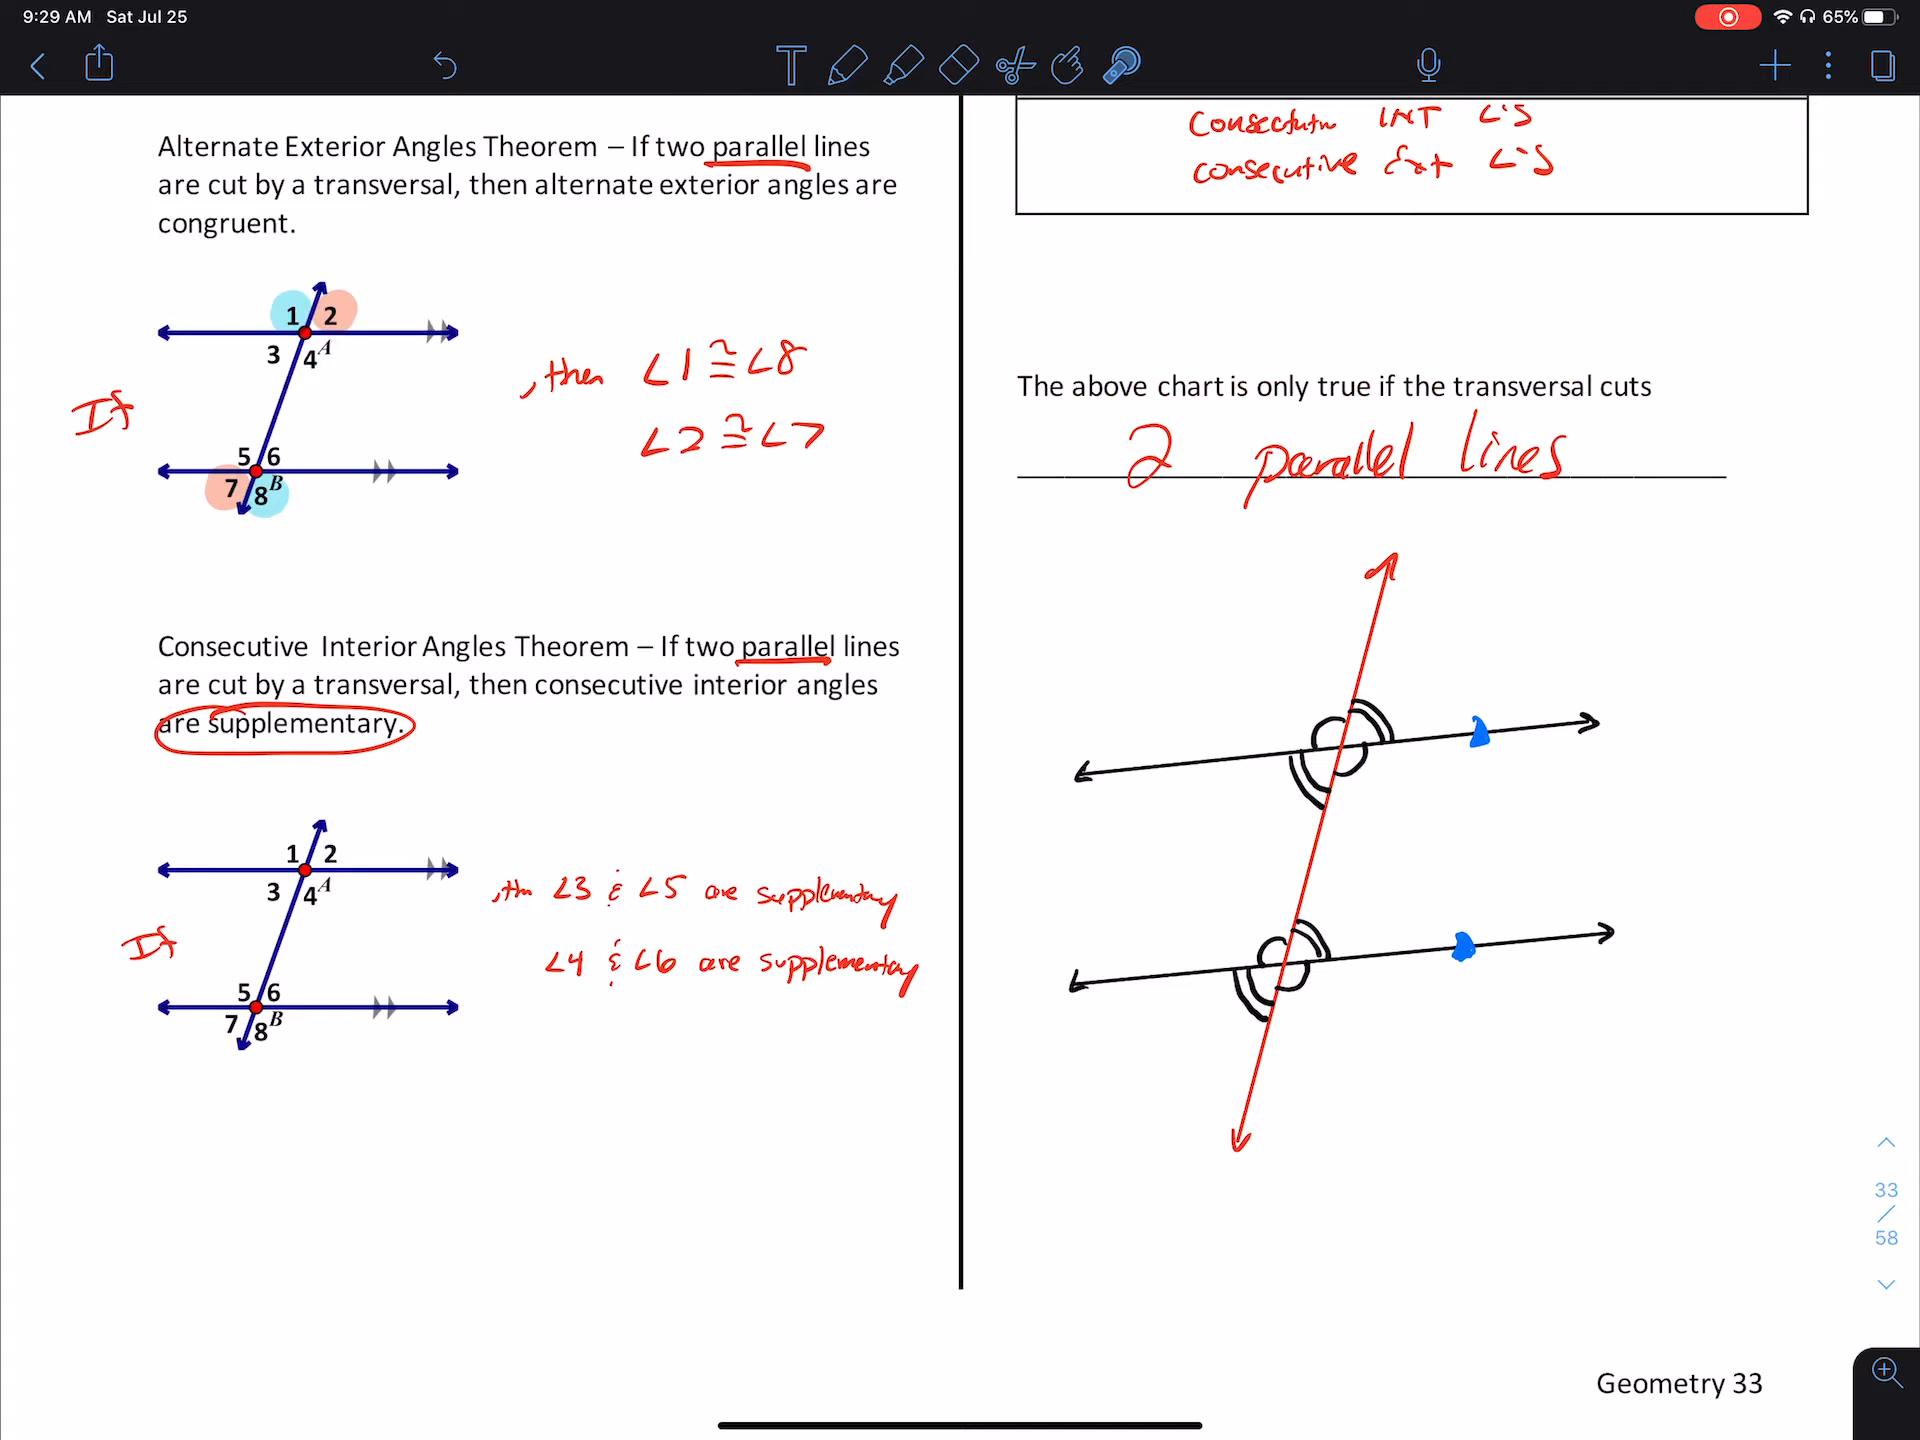 9:29 AM Sat Jul 25
65%
Alternate Exterior Angles Theorem – If two parallel lines
are cut by a transversal, then alternate exterior angles are
congruent.
1 2
3 4 A
If
, then ∠1 ≅ ∠8
∠2 ≅ ∠7
5 6
7 8 B
Consecutive Interior Angles Theorem – If two parallel lines
are cut by a transversal, then consecutive interior angles
are supplementary.
1 2
3 4 A
If
, thn ∠3 & ∠5 are supplementary
∠4 & ∠6 are supplementary
5 6
7 8 B
INT ∠'S
consecutive Ext ∠'S
The above chart is only true if the transversal cuts
2 parallel lines
33
/
58
Geometry 33